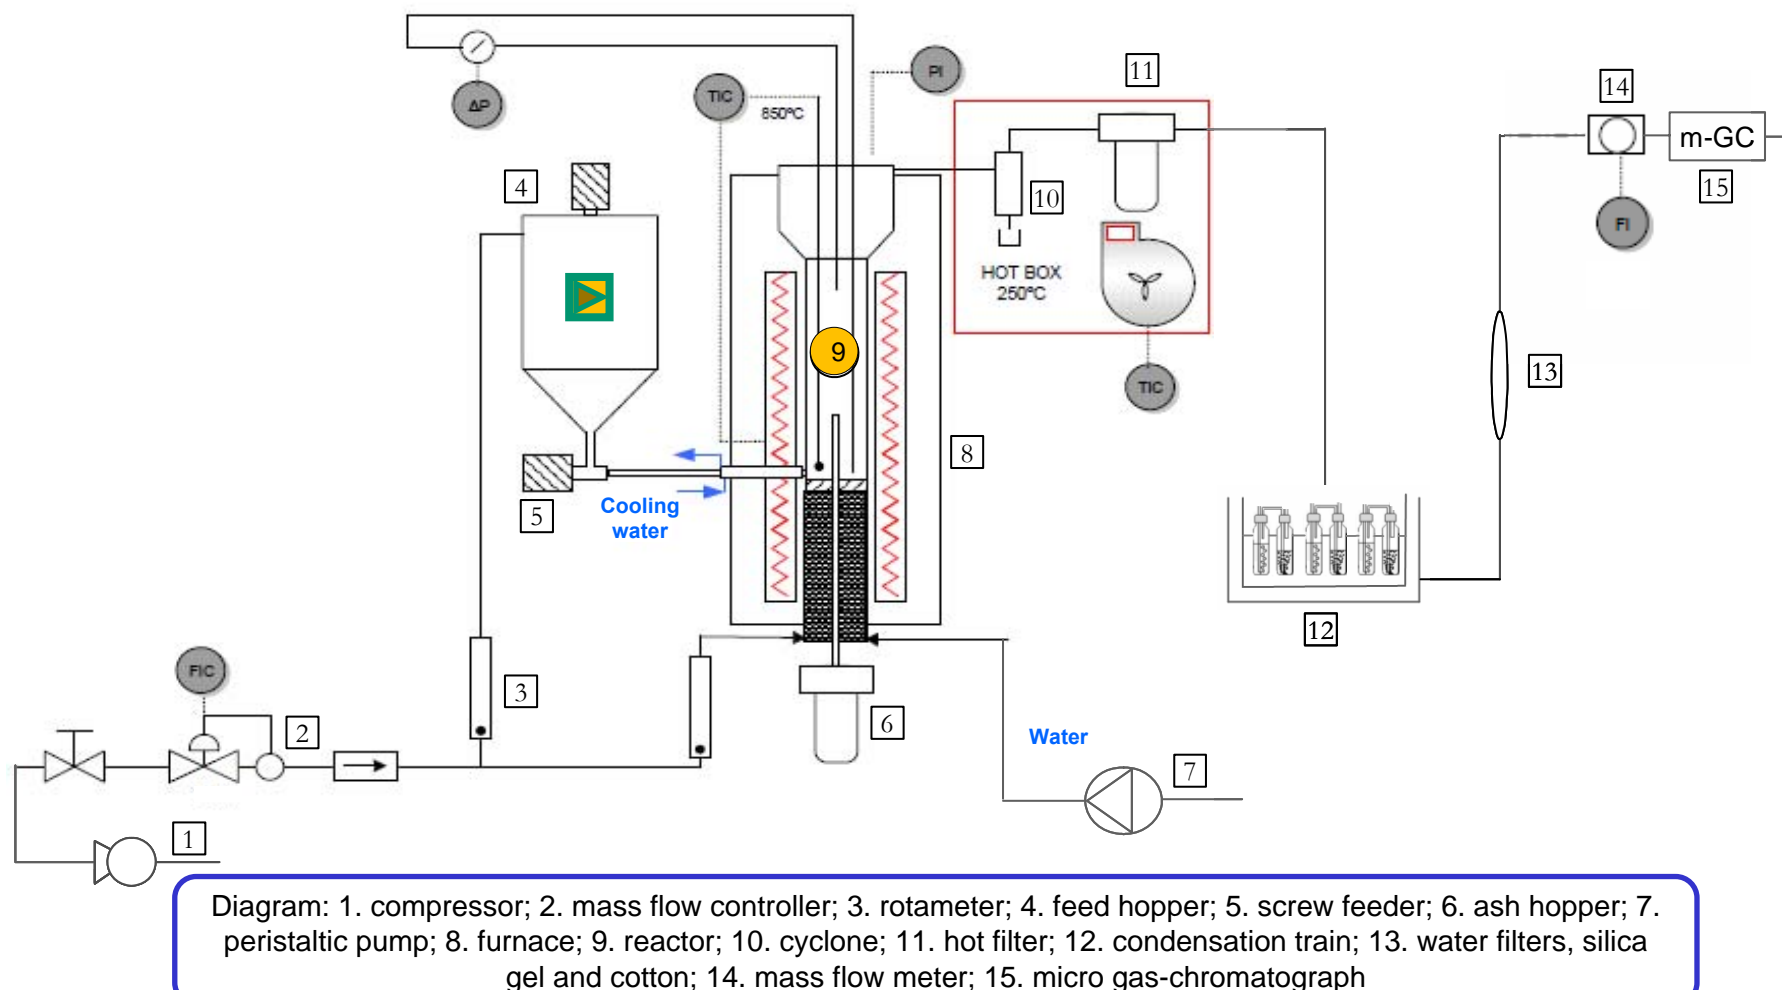 PI
11
14
TIC
ΔP
850ºC
m-GC
4
10
15
FI
HOT BOX
250ºC
9
13
TIC
8
5
Cooling
water
12
FIC
3
6
2
Water
7
1
Diagram: 1. compressor; 2. mass flow controller; 3. rotameter; 4. feed hopper; 5. screw feeder; 6. ash hopper; 7.
peristaltic pump; 8. furnace; 9. reactor; 10. cyclone; 11. hot filter; 12. condensation train; 13. water filters, silica
gel and cotton; 14. mass flow meter; 15. micro gas-chromatograph